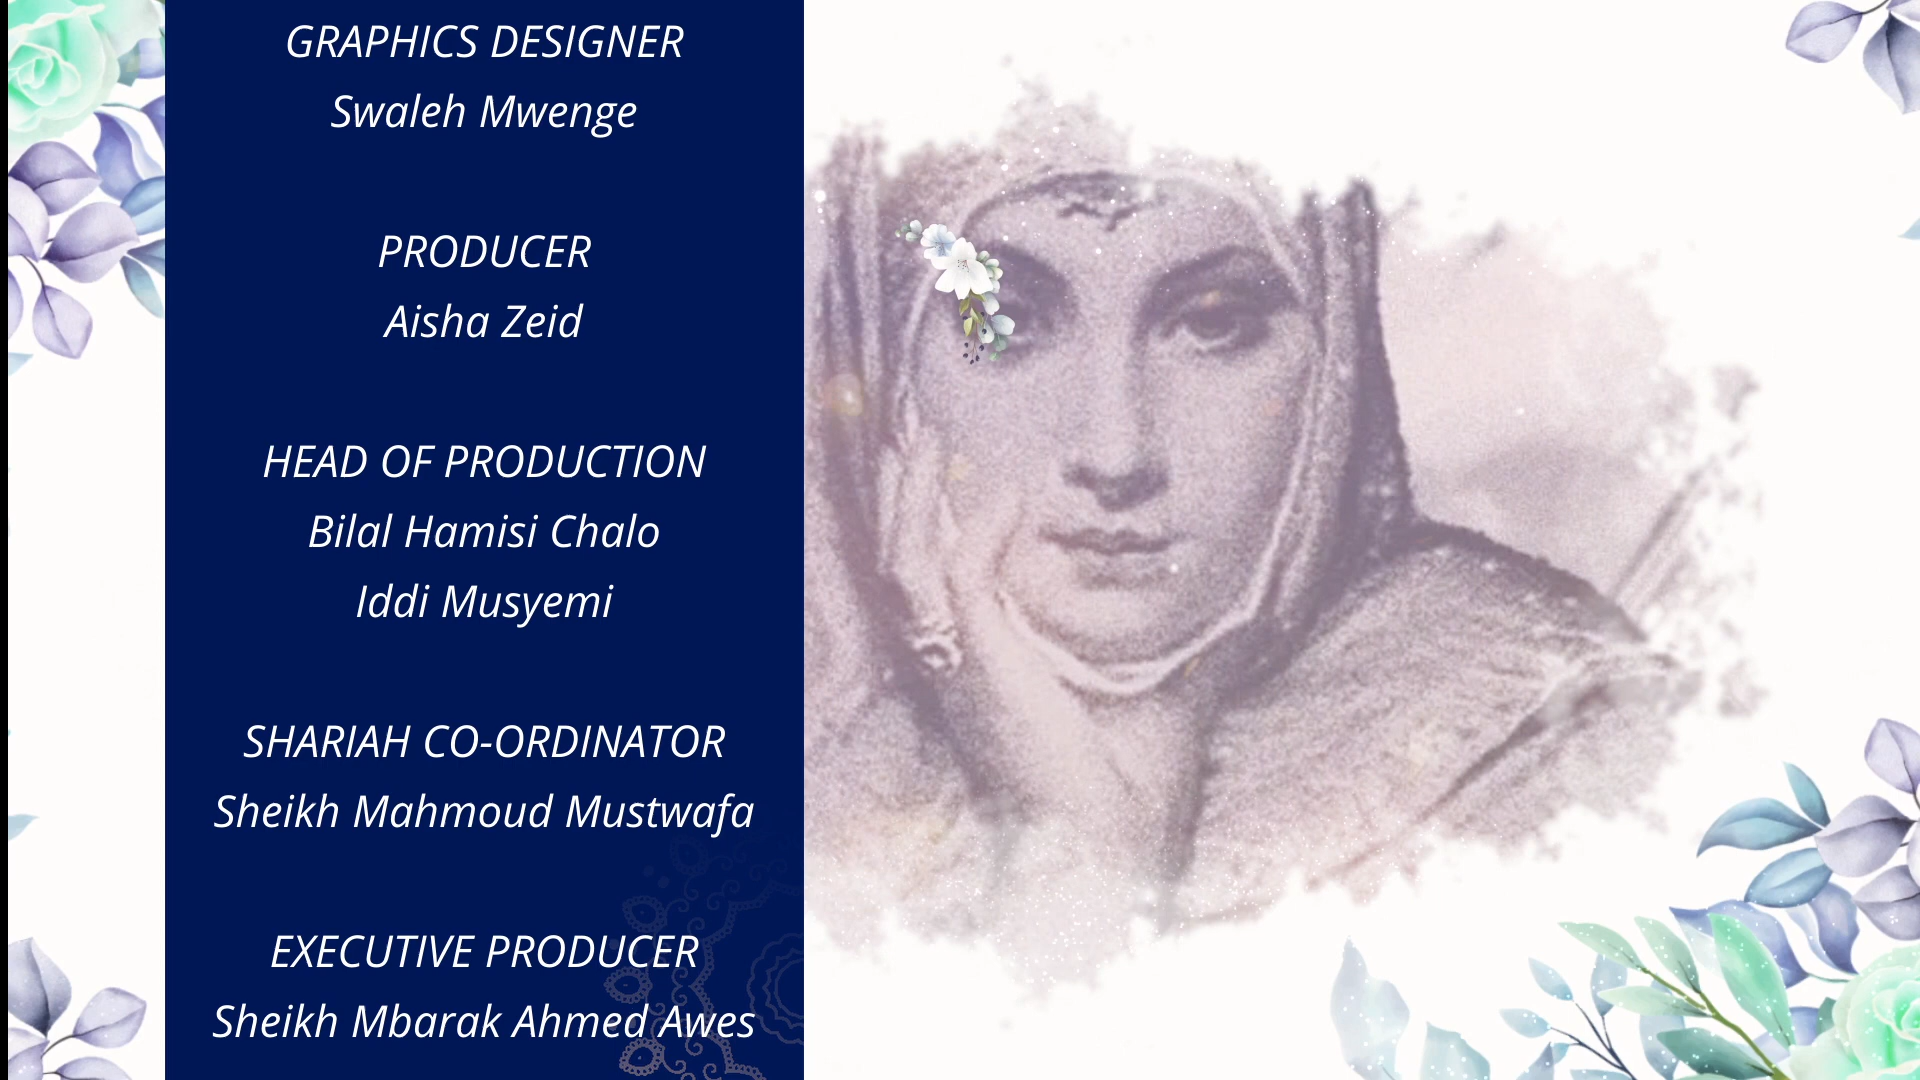 GRAPHICS DESIGNER
Swaleh Mwenge
PRODUCER
Aisha Zeid
HEAD OF PRODUCTION
Bilal Hamisi Chalo
Iddi Musyemi
SHARIAH CO-ORDINATOR
Sheikh Mahmoud Mustwafa
EXECUTIVE PRODUCER
Sheikh Mbarak Ahmed Awes